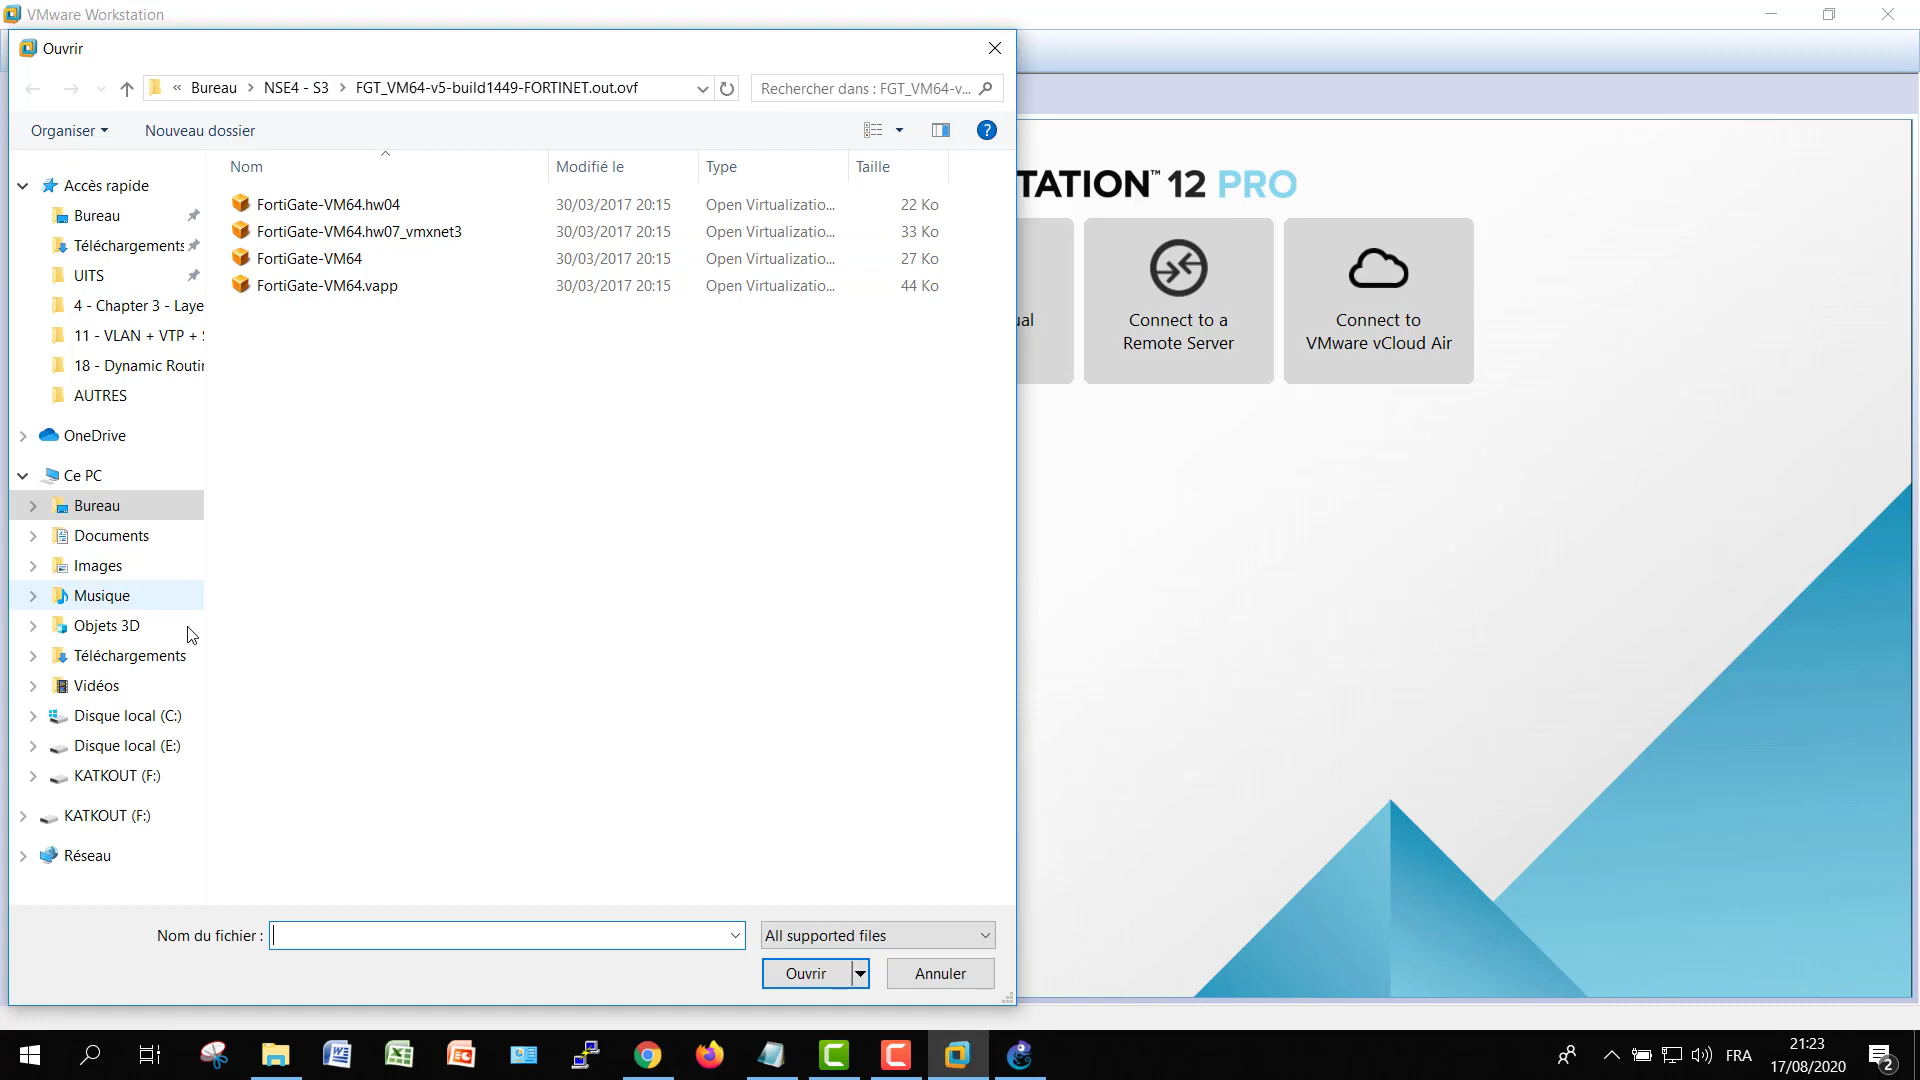 VMware Workstation
Ouvrir
« Bureau > NSE4 - S3 > FGT_VM64-v5-build1449-FORTINET.out.ovf
Rechercher dans : FGT_VM64-v...
Organiser
Nouveau dossier
Nom
Modifié le
Type
Taille
FortiGate-VM64.hw04
30/03/2017 20:15
Open Virtualizatio...
22 Ko
FortiGate-VM64.hw07_vmxnet3
30/03/2017 20:15
Open Virtualizatio...
33 Ko
FortiGate-VM64
30/03/2017 20:15
Open Virtualizatio...
27 Ko
FortiGate-VM64.vapp
30/03/2017 20:15
Open Virtualizatio...
44 Ko
Accès rapide
Bureau
Téléchargements
UITS
4 - Chapter 3 - Laye
11 - VLAN + VTP +
18 - Dynamic Routin
AUTRES
OneDrive
Ce PC
Bureau
Documents
Images
Musique
Objets 3D
Téléchargements
Vidéos
Disque local (C:)
Disque local (E:)
KATKOUT (F:)
KATKOUT (F:)
Réseau
Nom du fichier :
All supported files
Ouvrir
Annuler
TATION™ 12 PRO
ual
Connect to a
Remote Server
Connect to
VMware vCloud Air
FRA
21:23
17/08/2020
2